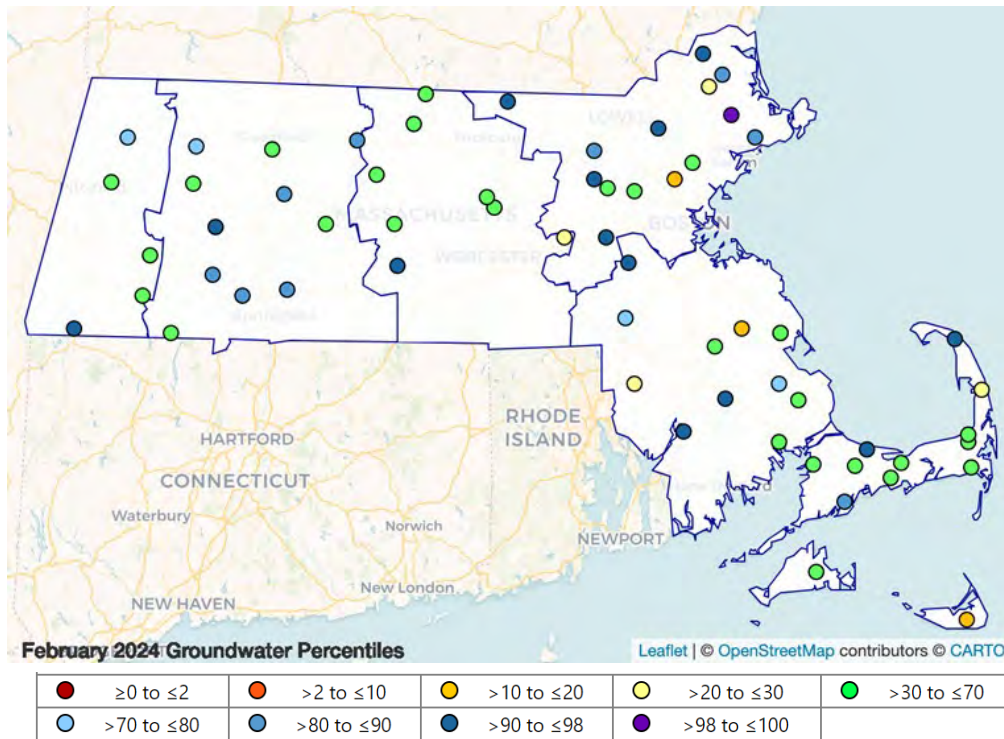 LOWELL
MASSACHUSETTS
BOSTON
WORCESTER
RHODE
ISLAND
HARTFORD
CONNECTICUT
Waterbury
Norwich
NEWPORT
New London
NEW HAVEN
February 2024 Groundwater Percentiles
Leaflet | © OpenStreetMap contributors © CARTO
≥0 to ≤2 >2 to ≤10 >10 to ≤20 >20 to ≤30 >30 to ≤70
>70 to ≤80 >80 to ≤90 >90 to ≤98 >98 to ≤100